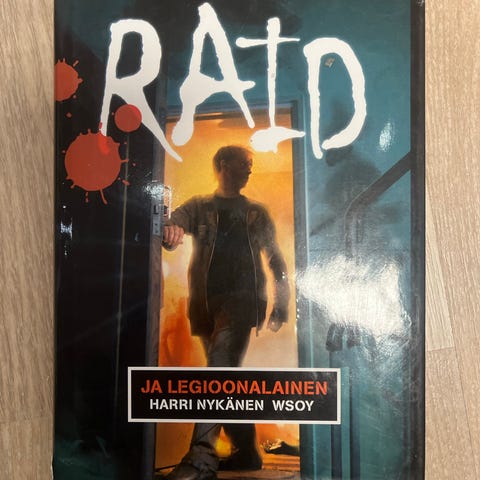 RAID
JA LEGIOONALAINEN
HARRI NYKÄNEN WSOY